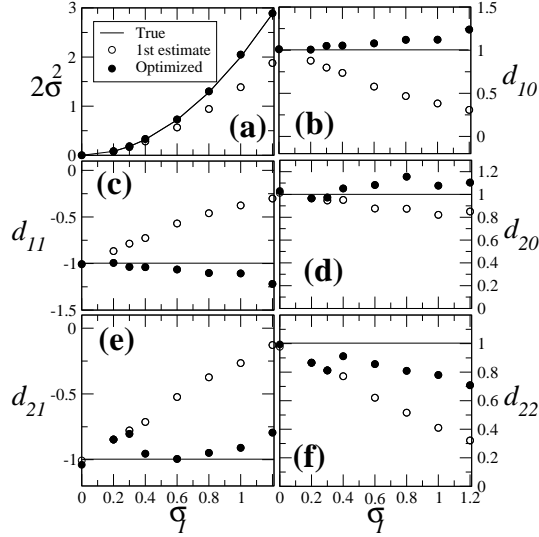 True
1st estimate
Optimized
3
2
1
0
2σ²
(a)
1.5
1
0.5
0
d10
(b)
0
-0.5
-1
-1.5
d11
(c)
1.2
1
0.8
0.6
0.4
0.2
0
d20
(d)
0
-0.5
-1
d21
(e)
0 0.2 0.4 0.6 0.8 1
σ1
1
0.8
0.6
0.4
0.2
0
d22
(f)
0 0.2 0.4 0.6 0.8 1 1.2
σ1